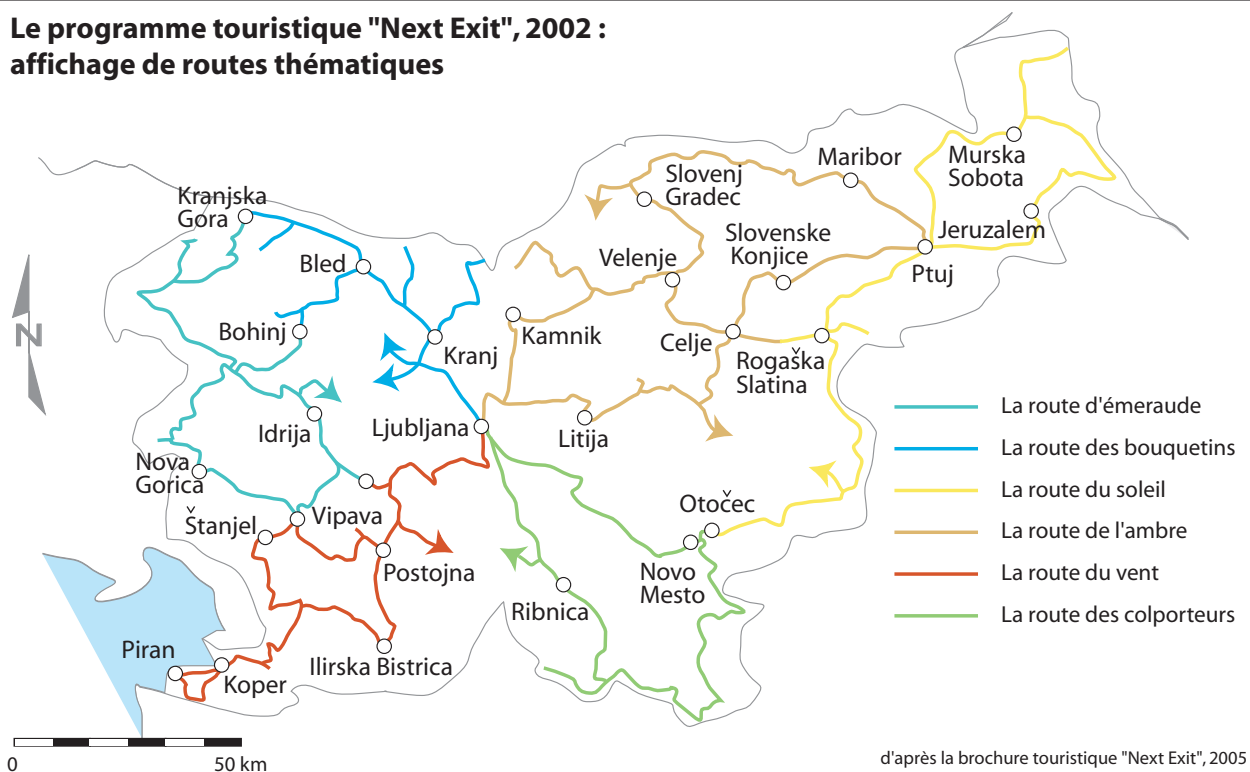 Le programme touristique "Next Exit", 2002 :
affichage de routes thématiques
Kranjska
Gora
Bled
Bohinj
Kranj
Idrija
Ljubljana
Nova
Gorica
Štanjel
Vipava
Postojna
Piran
Koper
Ilirska Bistrica
Slovenj
Gradec
Maribor
Murska
Sobota
Velenje
Slovenske
Konjice
Jeruzalem
Ptuj
Kamnik
Celje
Rogaška
Slatina
Litija
Otočec
Novo
Mesto
Ribnica
N
La route d'émeraude
La route des bouquetins
La route du soleil
La route de l'ambre
La route du vent
La route des colporteurs
0
50 km
d'après la brochure touristique "Next Exit", 2005